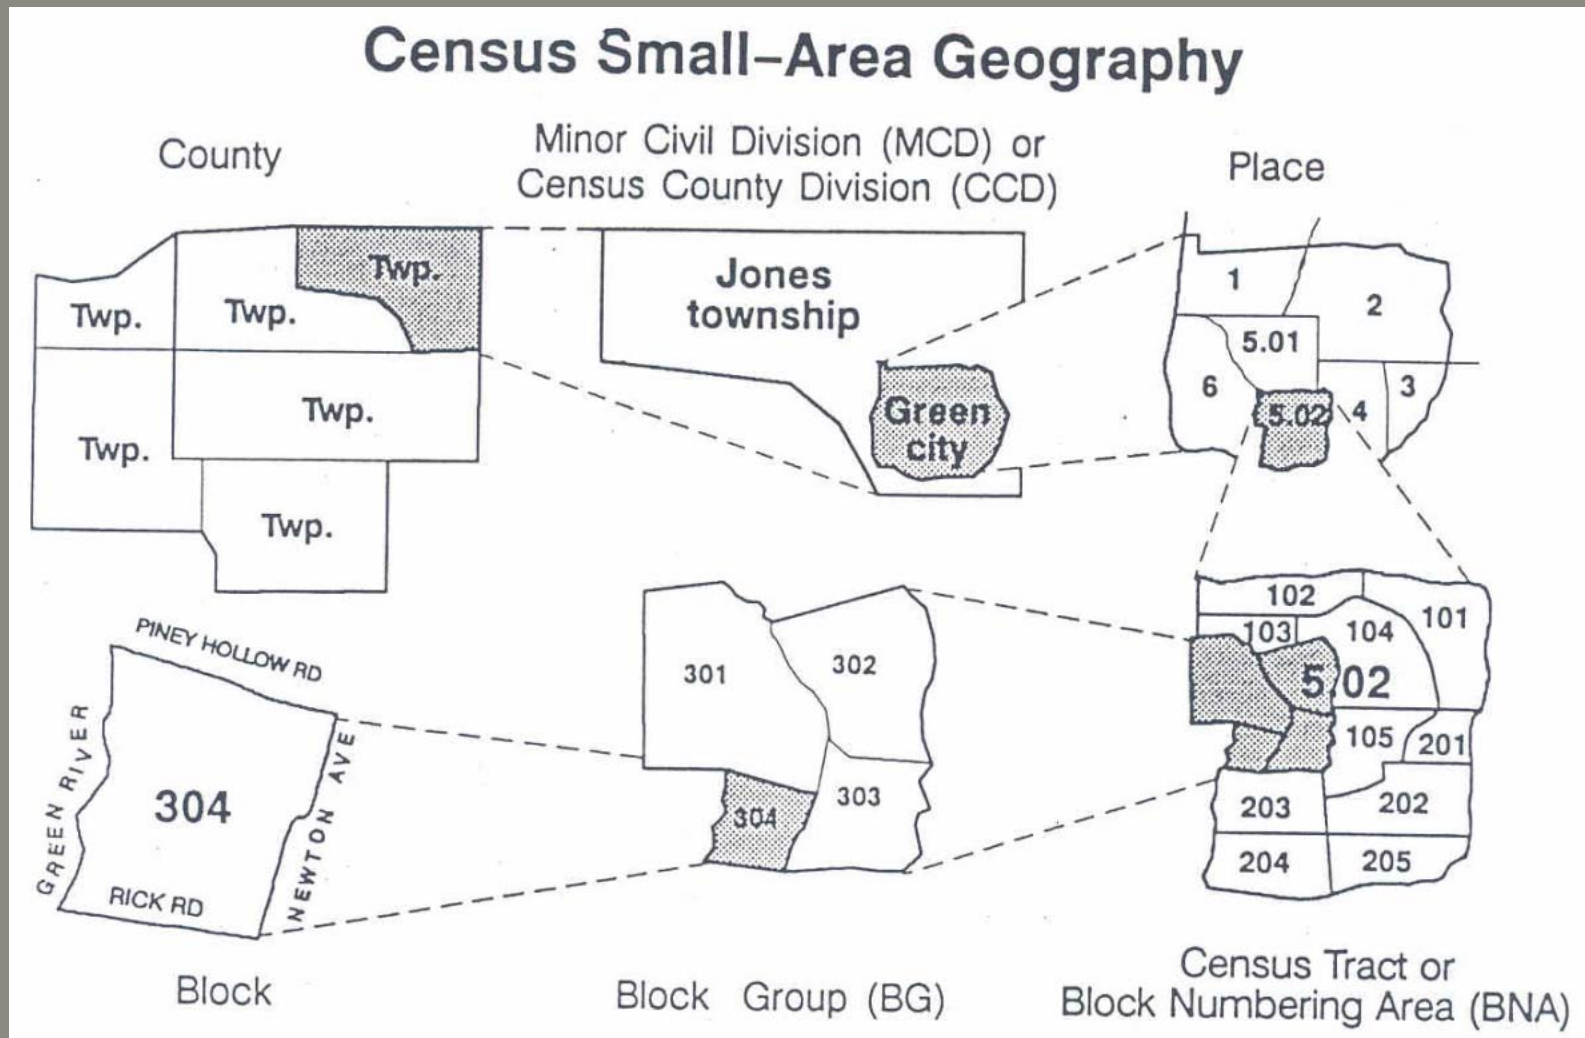 Census Small-Area Geography
County
Minor Civil Division (MCD) or
Census County Division (CCD)
Place
Twp.
Twp.
Twp.
Twp.
Twp.
Twp.
Jones
township
Green
city
1
2
5.01
6
5.02
4
3
PINEY HOLLOW RD
GREEN RIVER
304
NEWTON AVE
RICK RD
301
302
304
303
102
101
103
104
5.02
105
201
203
202
204
205
Block
Block Group (BG)
Census Tract or
Block Numbering Area (BNA)